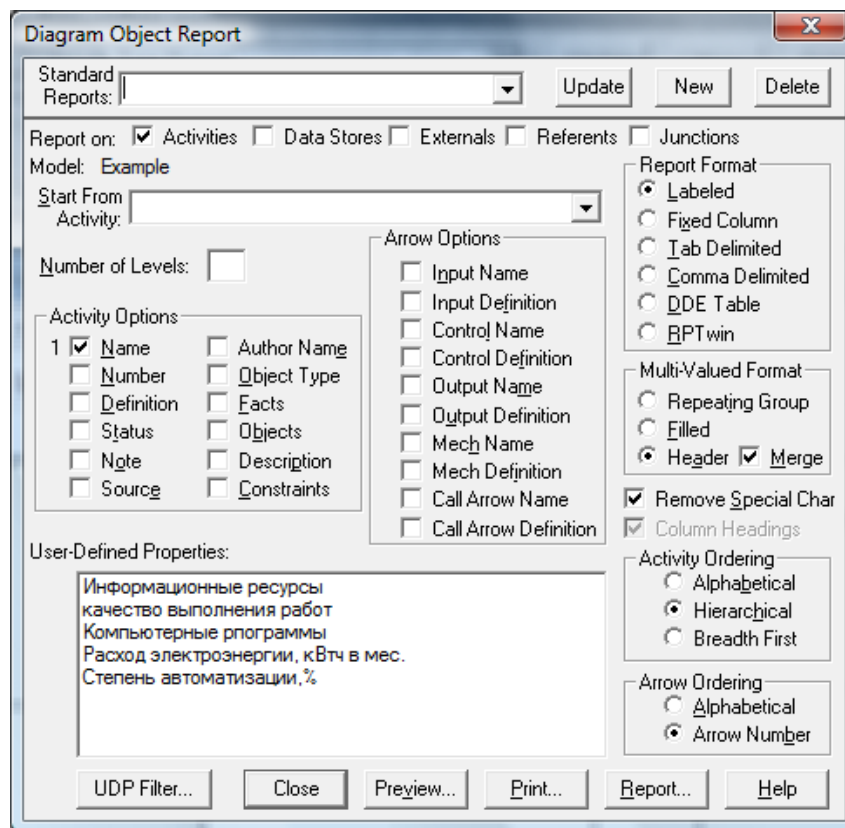 Diagram Object Report
Standard Reports:
Update New Delete
Report on: Activities Data Stores Externals Referents Junctions
Model: Example
Start From Activity:
Number of Levels:
Activity Options
1 Name Author Name
Number Object Type
Definition Facts
Status Objects
Note Description
Source Constraints
Arrow Options
Input Name
Input Definition
Control Name
Control Definition
Output Name
Output Definition
Mech Name
Mech Definition
Call Arrow Name
Call Arrow Definition
Report Format
Labeled
Fixed Column
Tab Delimited
Comma Delimited
DDE Table
RPTwin
Multi-Valued Format
Repeating Group
Filled
Header Merge
Remove Special Char
Column Headings
Activity Ordering
Alphabetical
Hierarchical
Breadth First
Arrow Ordering
Alphabetical
Arrow Number
User-Defined Properties:
Информационные ресурсы
качество выполнения работ
Компьютерные рпограммы
Расход электроэнергии, кВтч в мес.
Степень автоматизации,%
UDP Filter... Close Preview... Print... Report... Help